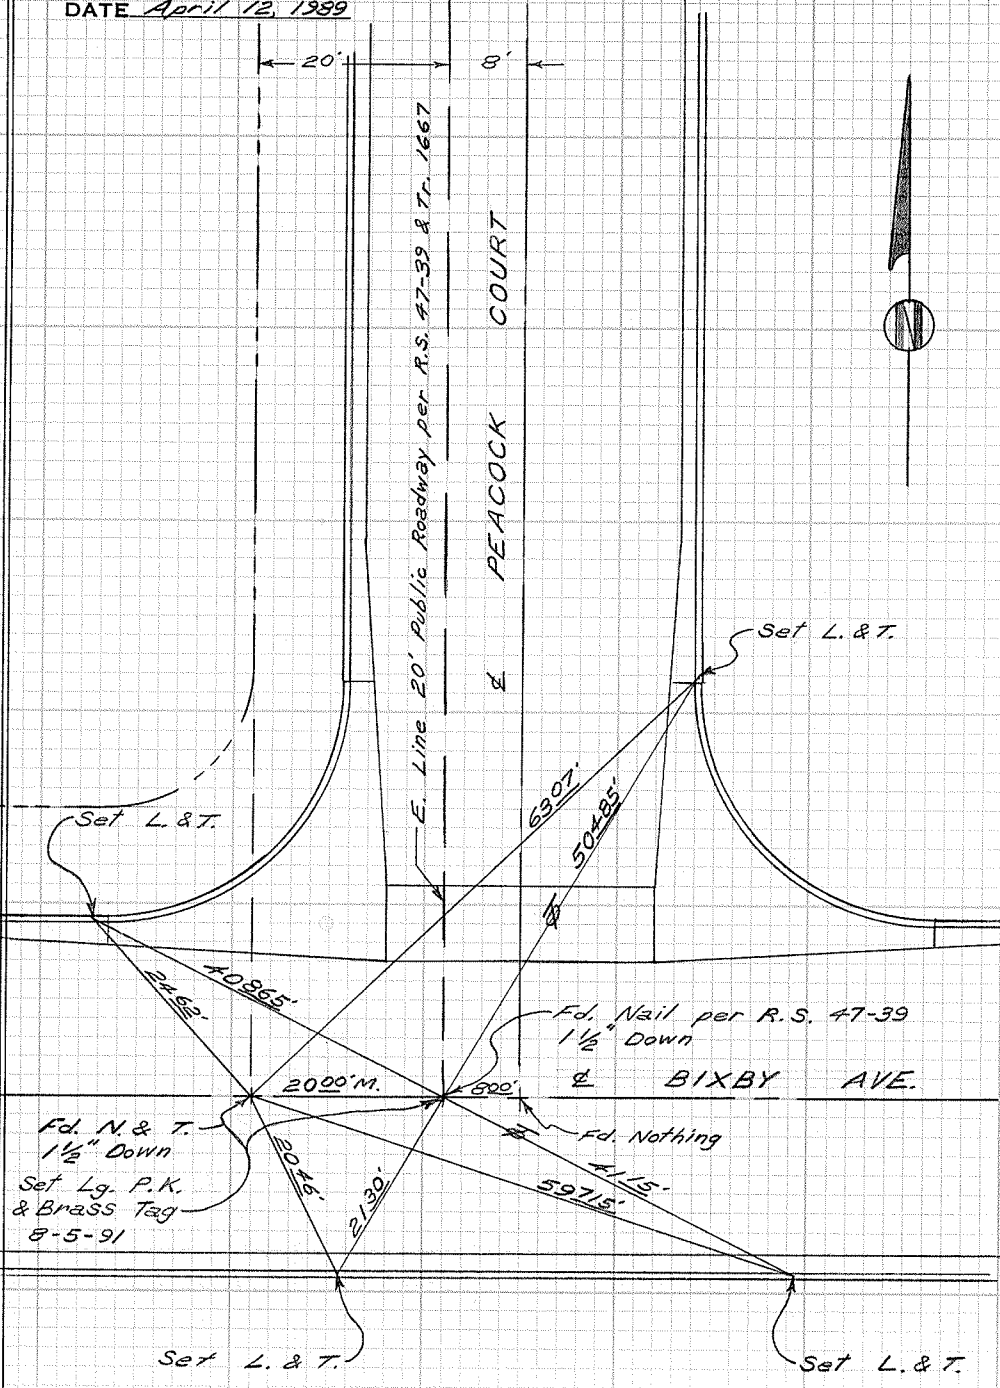 DATE April 12, 1989
20'
8'
E. Line 20' Public Roadway per R.S. 47-39 & Tr. 1667
℄ PEACOCK COURT
N
Set L. & T.
63.07'
50.485'
Set L. & T.
24.62'
40.865'
Fd. Nail per R.S. 47-39
1½" Down
20.00' M.
8.00'
℄ BIXBY AVE.
Fd. N. & T.
1½" Down
Fd. Nothing
Set Lg. P.K.
& Brass Tag
8-5-91
20.46'
21.30'
41.15'
59.715'
Set L. & T.
Set L. & T.